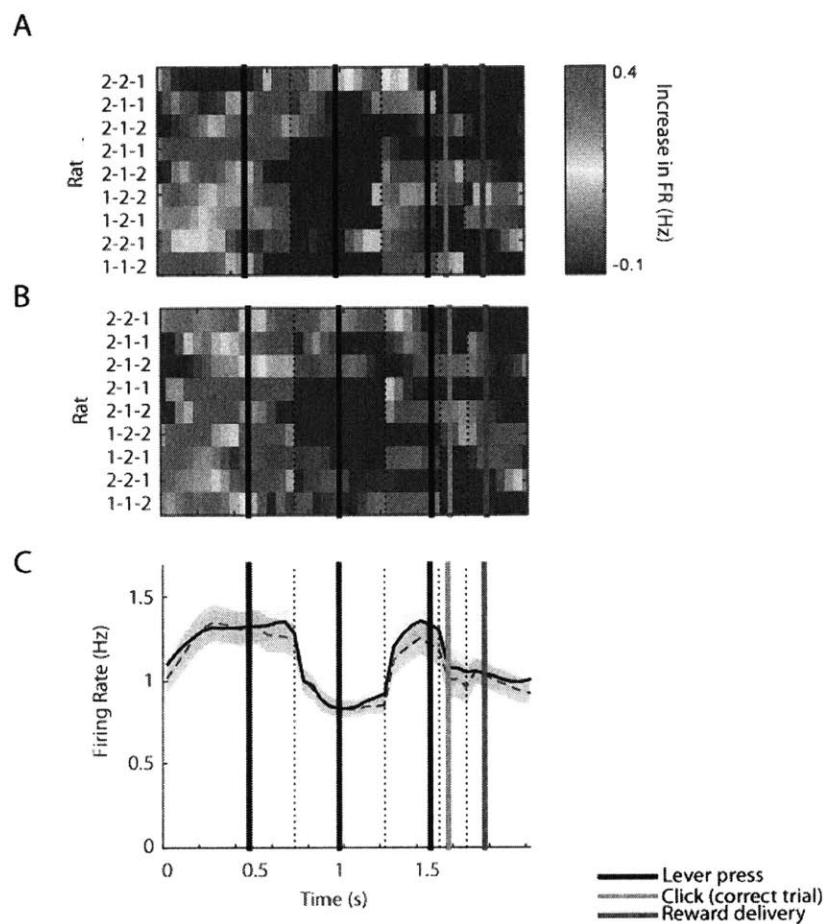 A
Rat
2-2-1
2-1-1
2-1-2
2-1-1
2-1-2
1-2-2
1-2-1
2-2-1
1-1-2
0.4
Increase in FR (Hz)
-0.1
B
Rat
2-2-1
2-1-1
2-1-2
2-1-1
2-1-2
1-2-2
1-2-1
2-2-1
1-1-2
C
Firing Rate (Hz)
1.5
1
0.5
0
0 0.5 1 1.5
Time (s)
Lever press
Click (correct trial)
Reward delivery